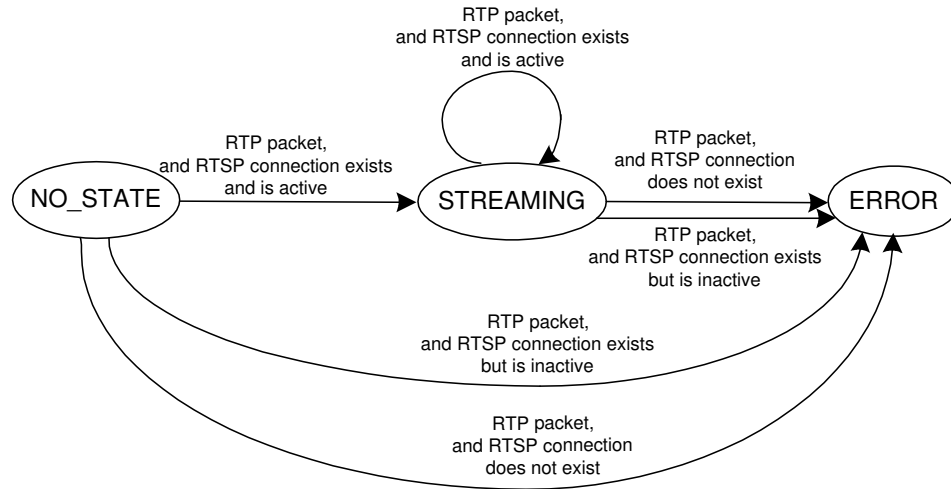 RTP packet,
and RTSP connection exists
and is active
RTP packet,
and RTSP connection exists
and is active
RTP packet,
and RTSP connection
does not exist
NO_STATE
STREAMING
ERROR
RTP packet,
and RTSP connection exists
but is inactive
RTP packet,
and RTSP connection exists
but is inactive
RTP packet,
and RTSP connection
does not exist